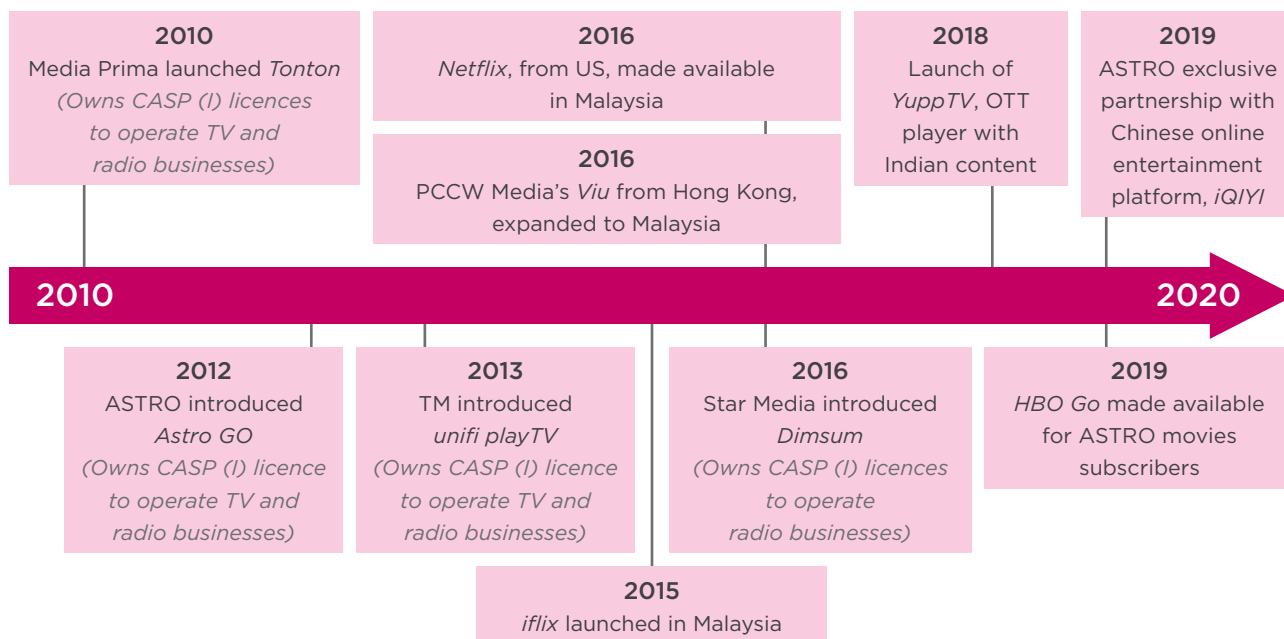 2010
Media Prima launched Tonton
(Owns CASP (I) licences
to operate TV and
radio businesses)
2016
Netflix, from US, made available
in Malaysia
2016
PCCW Media's Viu from Hong Kong,
expanded to Malaysia
2018
Launch of
YuppTV, OTT
player with
Indian content
2019
ASTRO exclusive
partnership with
Chinese online
entertainment
platform, iQIYI
2010
2020
2012
ASTRO introduced
Astro GO
(Owns CASP (I) licence
to operate TV and
radio businesses)
2013
TM introduced
unifi playTV
(Owns CASP (I) licence
to operate TV and
radio businesses)
2016
Star Media introduced
Dimsum
(Owns CASP (I) licences
to operate
radio businesses)
2019
HBO Go made available
for ASTRO movies
subscribers
2015
iflix launched in Malaysia